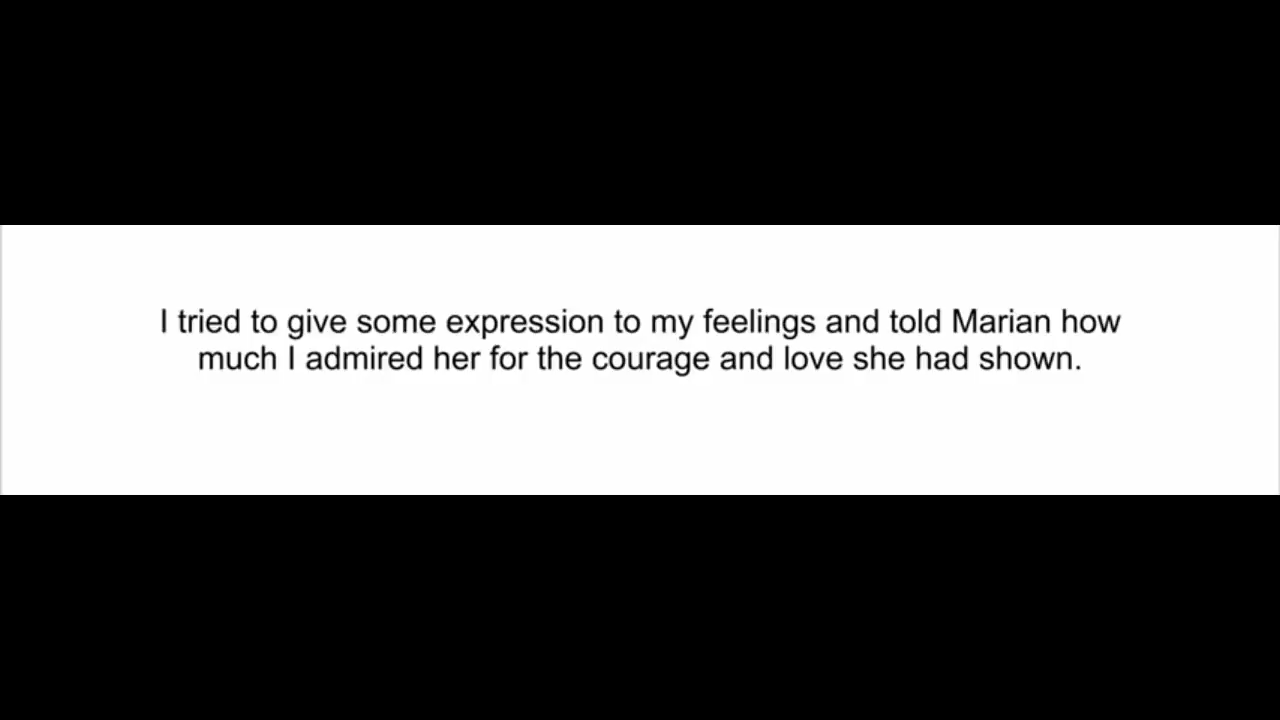 I tried to give some expression to my feelings and told Marian how
much I admired her for the courage and love she had shown.